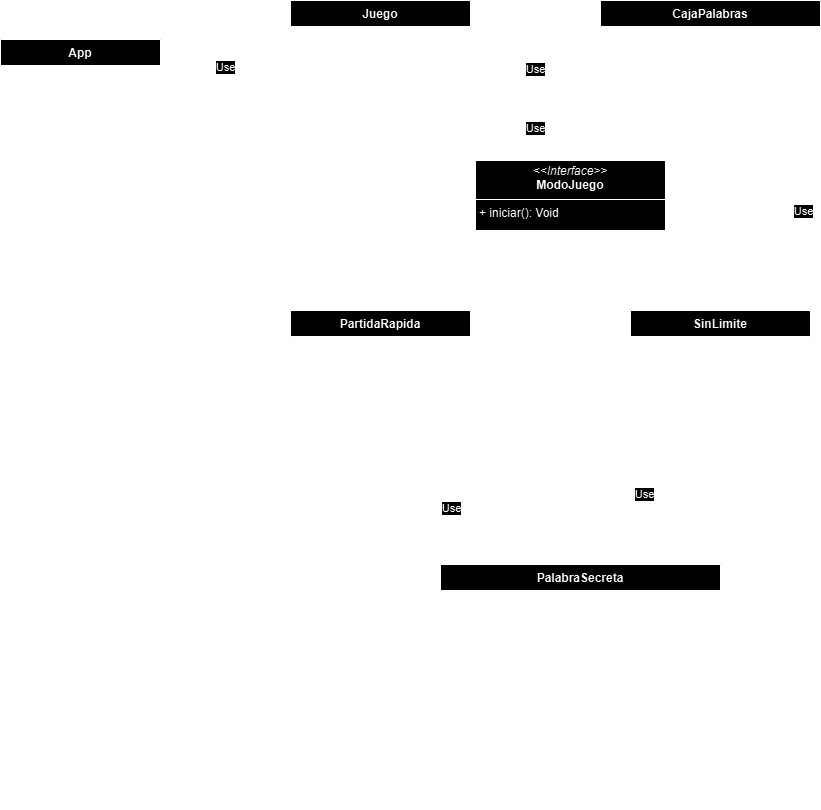 Juego
CajaPalabras
App
Use
Use
Use
<<Interface>>
ModoJuego
+ iniciar(): Void
Use
PartidaRapida
SinLimite
Use
Use
PalabraSecreta